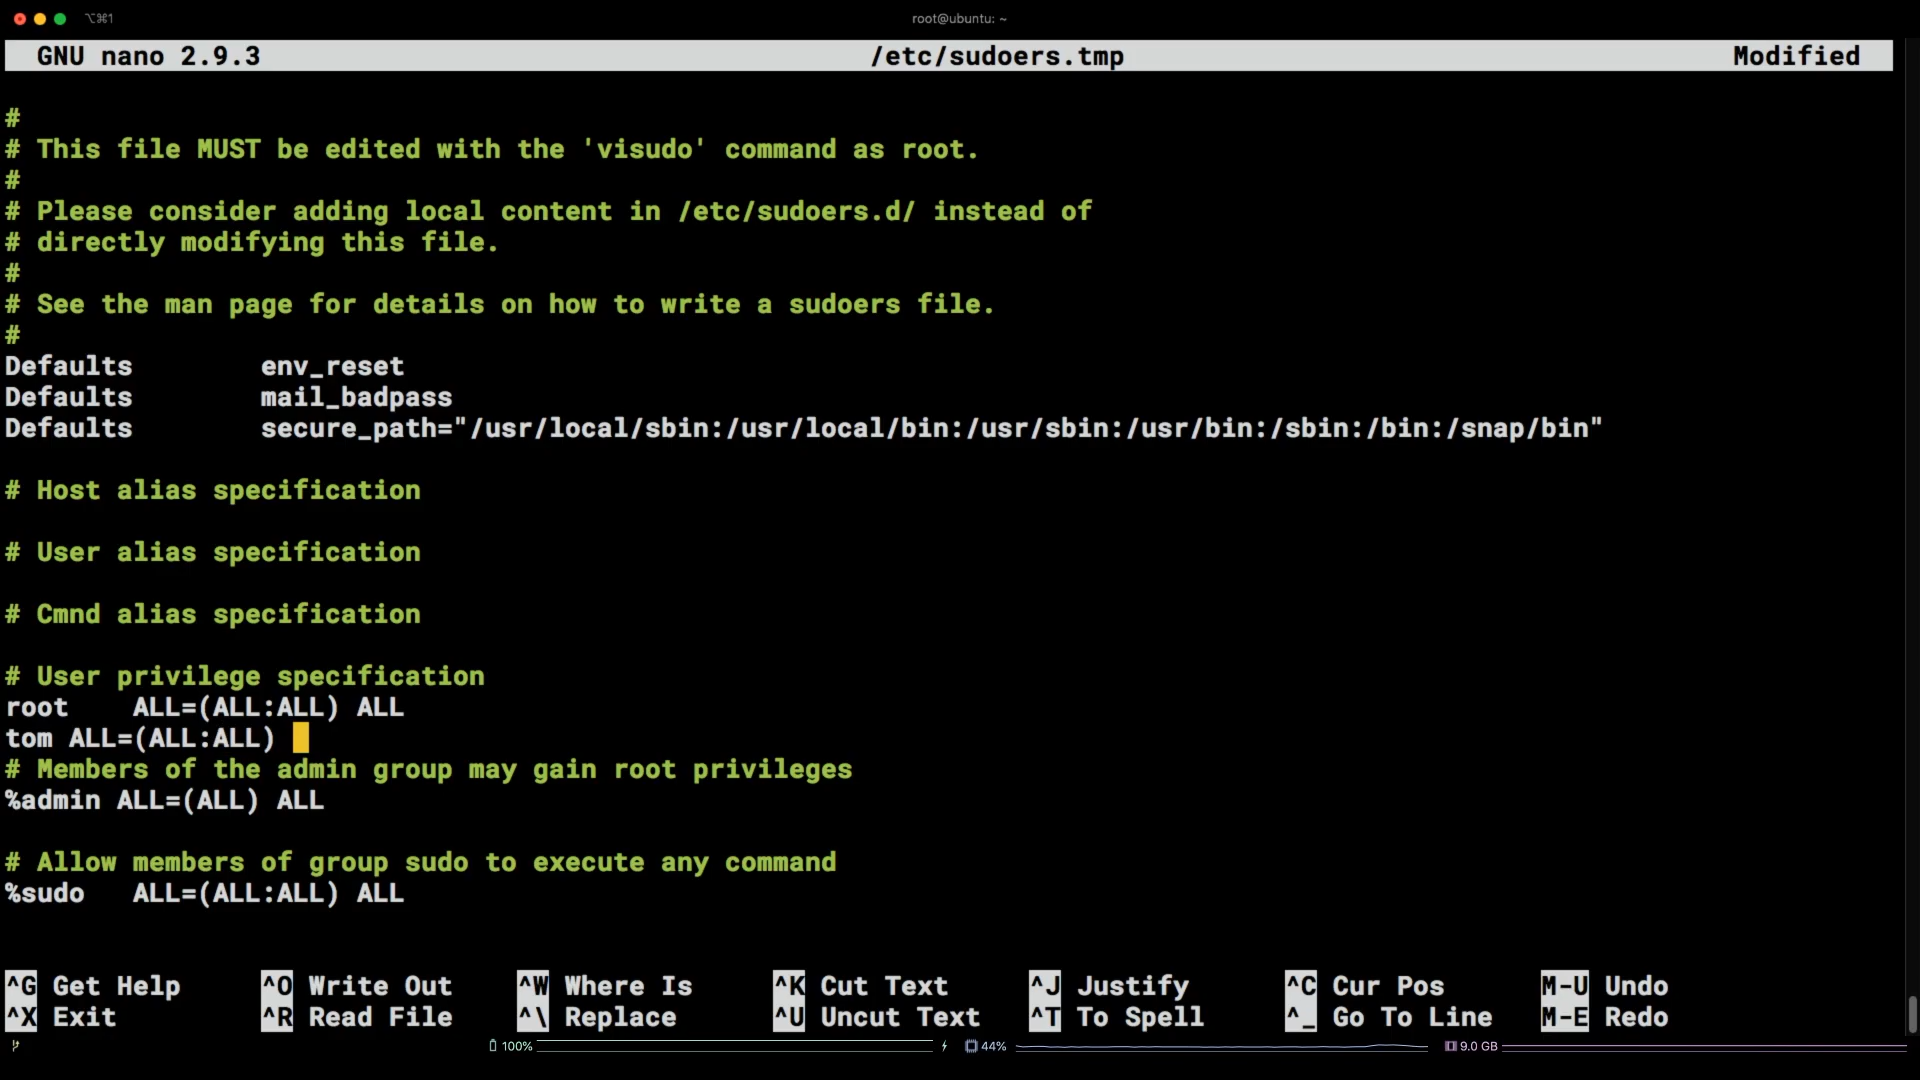 ⌥⌘1 root@ubuntu: ~
GNU nano 2.9.3 /etc/sudoers.tmp Modified
#
# This file MUST be edited with the 'visudo' command as root.
#
# Please consider adding local content in /etc/sudoers.d/ instead of
# directly modifying this file.
#
# See the man page for details on how to write a sudoers file.
#
Defaults env_reset
Defaults mail_badpass
Defaults secure_path="/usr/local/sbin:/usr/local/bin:/usr/sbin:/usr/bin:/sbin:/bin:/snap/bin"
# Host alias specification
# User alias specification
# Cmnd alias specification
# User privilege specification
root ALL=(ALL:ALL) ALL
tom ALL=(ALL:ALL)
# Members of the admin group may gain root privileges
%admin ALL=(ALL) ALL
# Allow members of group sudo to execute any command
%sudo ALL=(ALL:ALL) ALL
^G Get Help ^O Write Out ^W Where Is ^K Cut Text ^J Justify ^C Cur Pos M-U Undo
^X Exit ^R Read File ^\ Replace ^U Uncut Text ^T To Spell ^_ Go To Line M-E Redo
100% 44% 9.0 GB